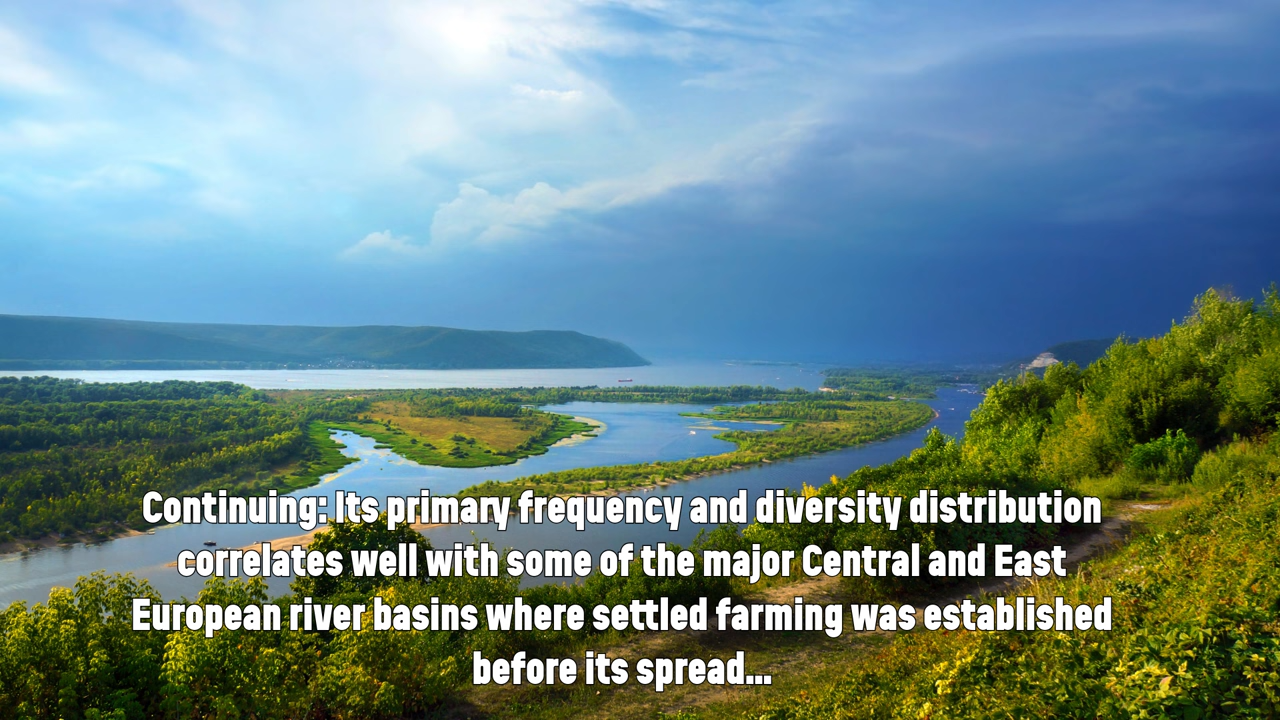 Continuing: Its primary frequency and diversity distribution
correlates well with some of the major Central and East
European river basins where settled farming was established
before its spread...